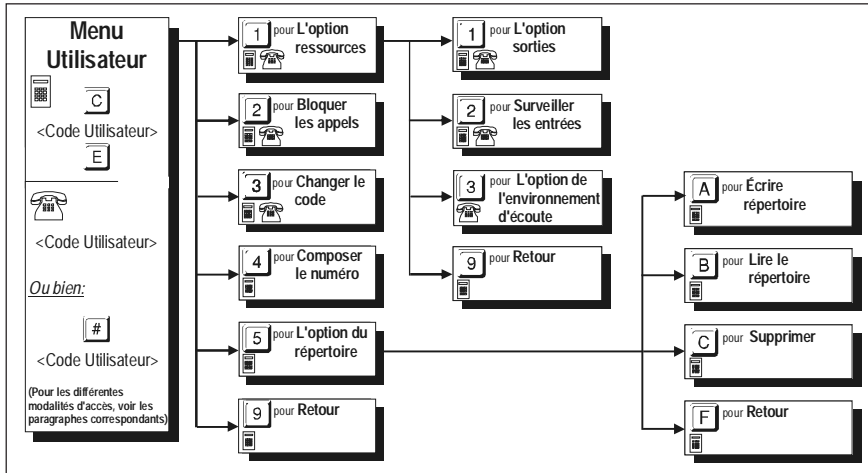 Menu
Utilisateur
C
<Code Utilisateur>
E
<Code Utilisateur>
Ou bien:
#
<Code Utilisateur>
(Pour les différentes
modalités d'accès, voir les
paragraphes correspondants)
1 pour L'option
ressources
2 pour Bloquer
les appels
3 pour Changer le
code
4 pour Composer
le numéro
5 pour L'option du
répertoire
9 pour Retour
1 pour L'option
sorties
2 pour Surveiller
les entrées
3 pour L'option de
l'environnement
d'écoute
9 pour Retour
A pour Écrire
répertoire
B pour Lire le
répertoire
C pour Supprimer
F pour Retour